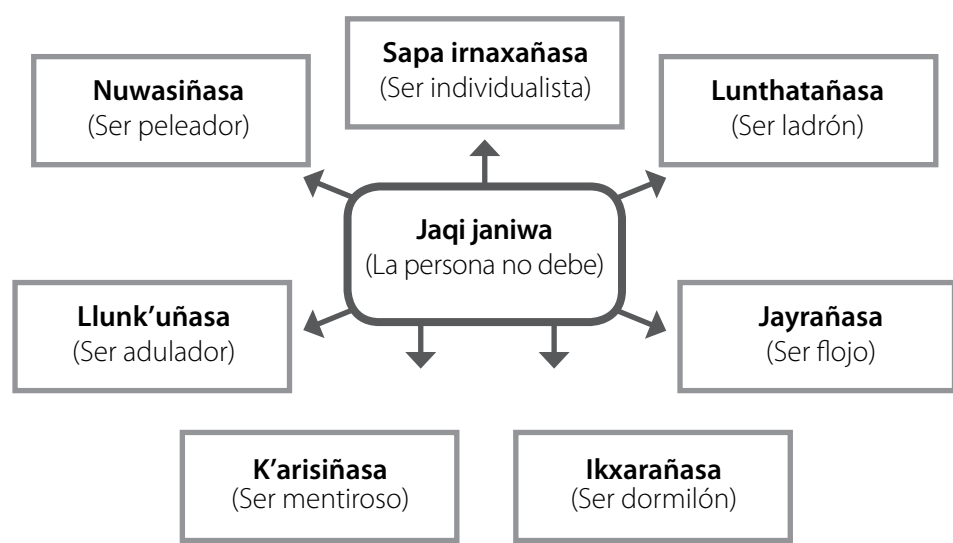 Sapa irnaxañasa
(Ser individualista)
Nuwasiñasa
(Ser peleador)
Lunthatañasa
(Ser ladrón)
Jaqi janiwa
(La persona no debe)
Llunk’uñasa
(Ser adulador)
Jayrañasa
(Ser flojo)
K’arisiñasa
(Ser mentiroso)
Ikxarañasa
(Ser dormilón)